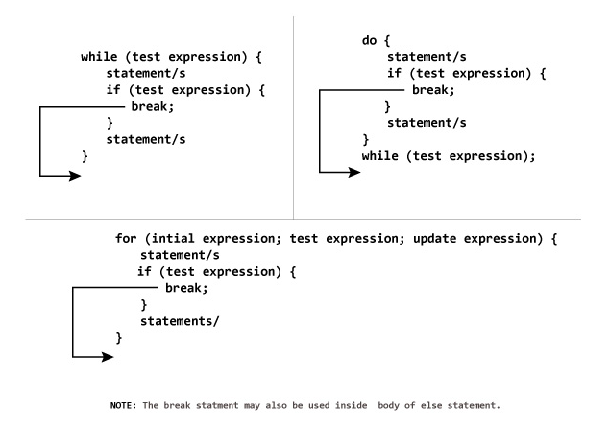 while (test expression) {
statement/s
if (test expression) {
break;
}
statement/s
}
do {
statement/s
if (test expression) {
break;
}
statement/s
}
while (test expression);
for (intial expression; test expression; update expression) {
statement/s
if (test expression) {
break;
}
statements/
}
NOTE: The break statment may also be used inside body of else statement.